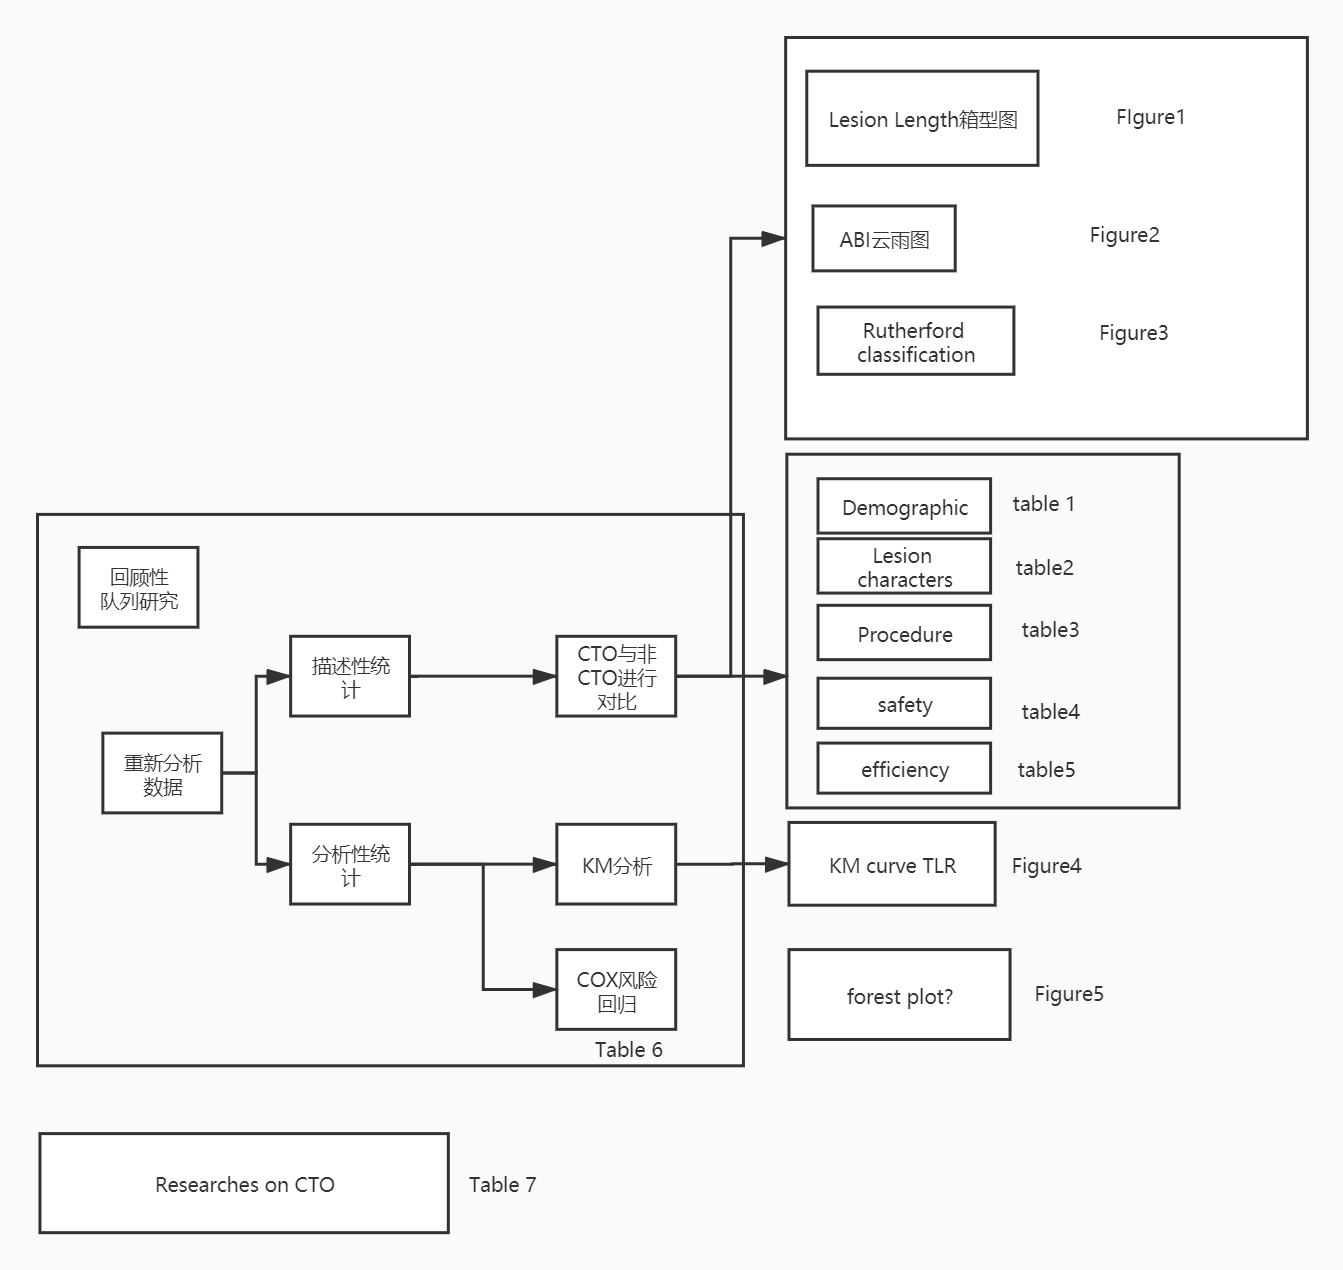 Lesion Length箱型图
FIgure1
ABI云雨图
Figure2
Rutherford
classification
Figure3
Demographic
table 1
Lesion
characters
table2
Procedure
table3
safety
table4
efficiency
table5
回顾性
队列研究
描述性统
计
CTO与非
CTO进行
对比
重新分析
数据
分析性统
计
KM分析
KM curve TLR
Figure4
COX风险
回归
Table 6
forest plot?
Figure5
Researches on CTO
Table 7